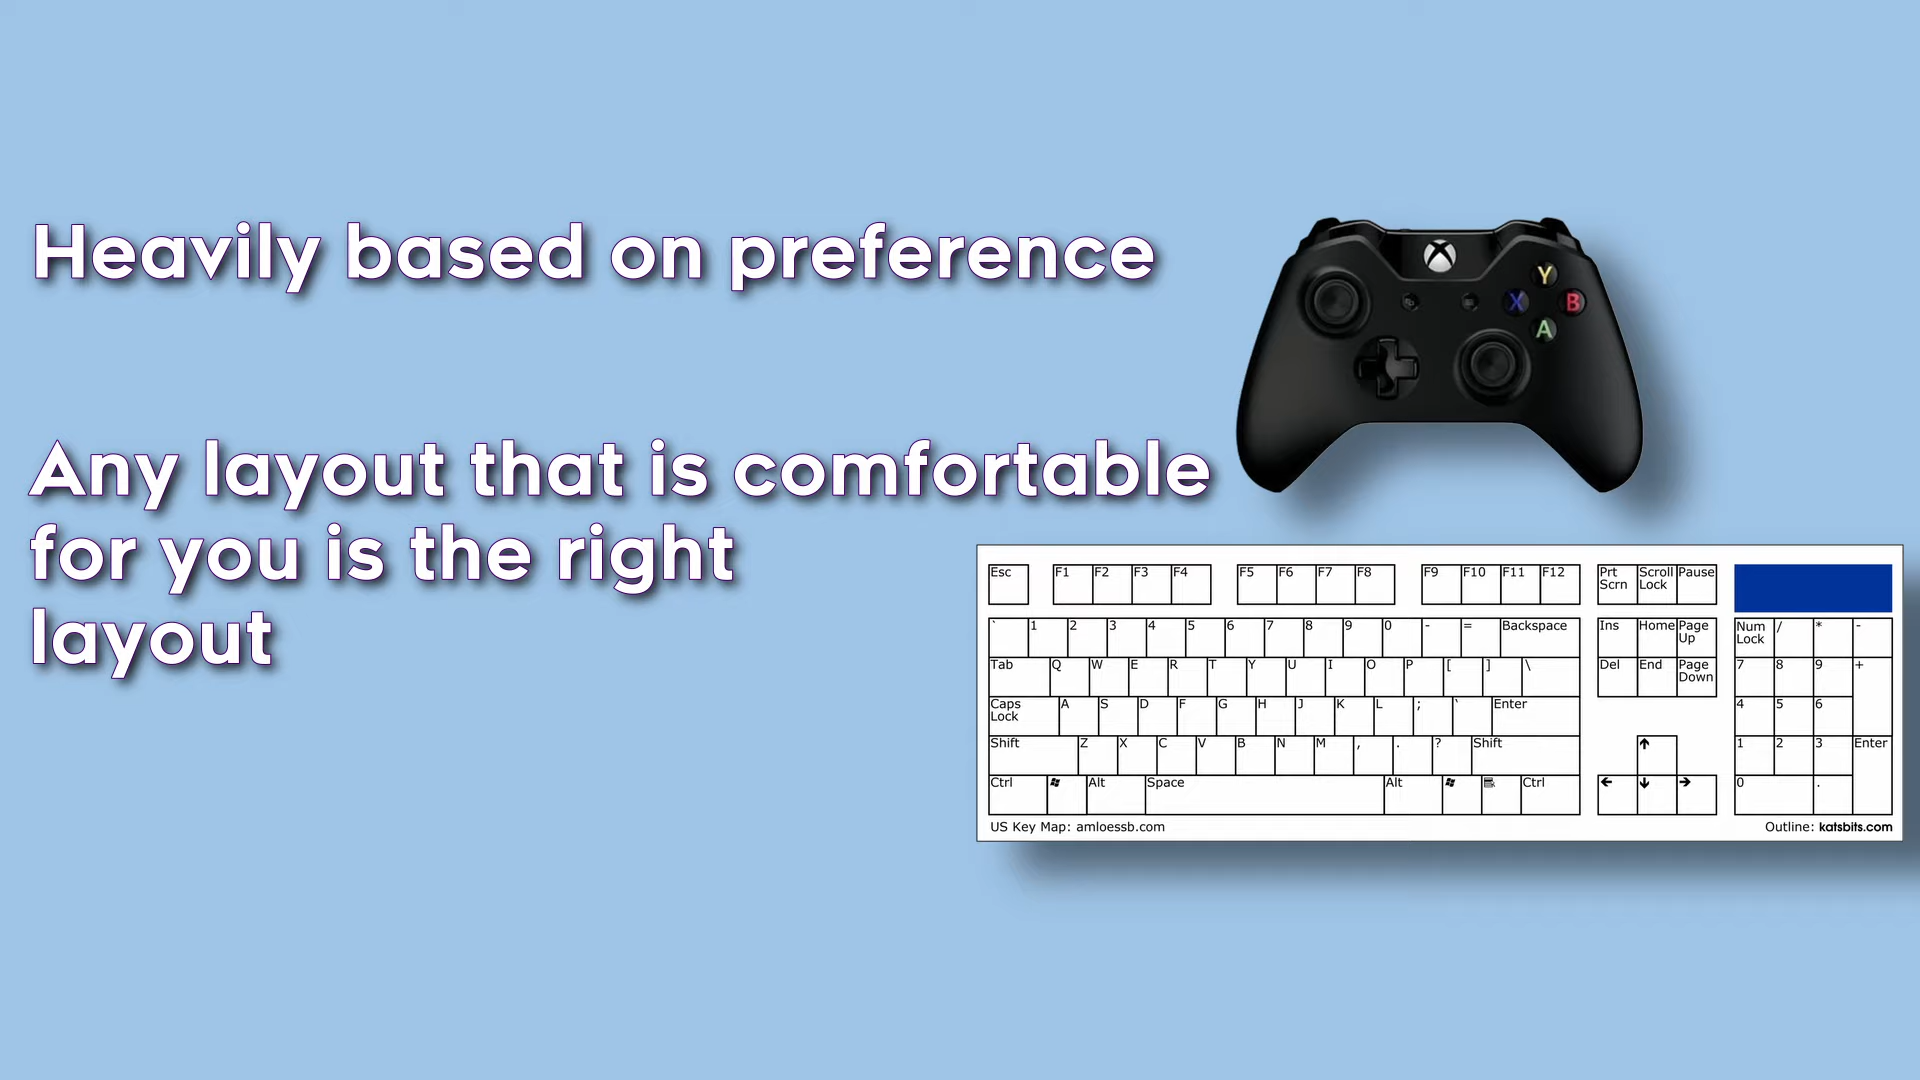 Heavily based on preference
Any layout that is comfortable
for you is the right
layout
Y
X B
A
Esc F1 F2 F3 F4 F5 F6 F7 F8 F9 F10 F11 F12 Prt Scrn Scroll Lock Pause
` 1 2 3 4 5 6 7 8 9 0 - = Backspace Ins Home Page Up Num Lock / * -
Tab Q W E R T Y U I O P [ ] \ Del End Page Down 7 8 9 +
Caps Lock A S D F G H J K L ; ` Enter 4 5 6
Shift Z X C V B N M , . ? Shift ↑ 1 2 3 Enter
Ctrl Alt Space Alt Ctrl ← ↓ → 0 .
US Key Map: amloessb.com Outline: katsbits.com